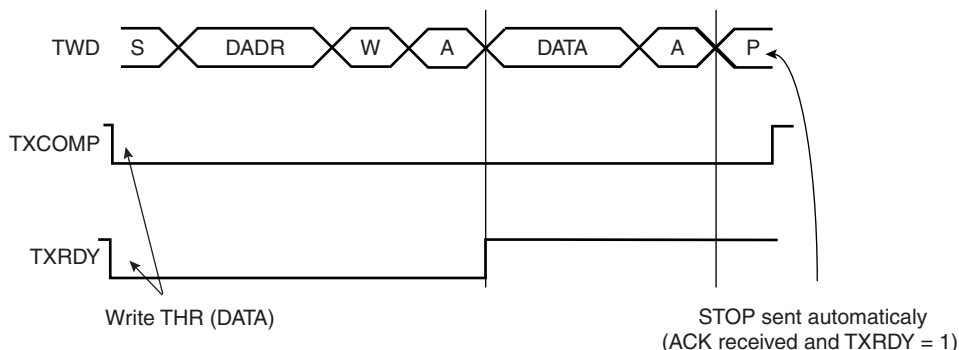 TWD S DADR W A DATA A P
TXCOMP
TXRDY
Write THR (DATA)
STOP sent automaticaly
(ACK received and TXRDY = 1)